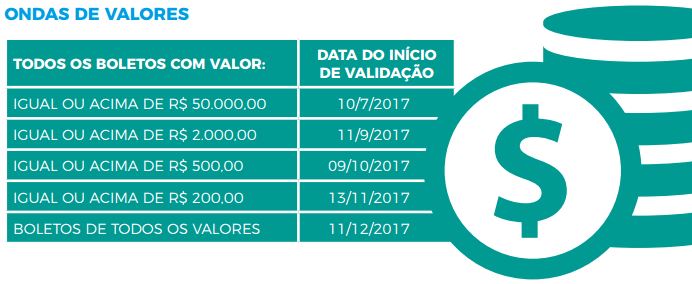 ONDAS DE VALORES
TODOS OS BOLETOS COM VALOR:
DATA DO INÍCIO
DE VALIDAÇÃO
IGUAL OU ACIMA DE R$ 50.000,00 10/7/2017
IGUAL OU ACIMA DE R$ 2.000,00 11/9/2017
IGUAL OU ACIMA DE R$ 500,00 09/10/2017
IGUAL OU ACIMA DE R$ 200,00 13/11/2017
BOLETOS DE TODOS OS VALORES 11/12/2017
$